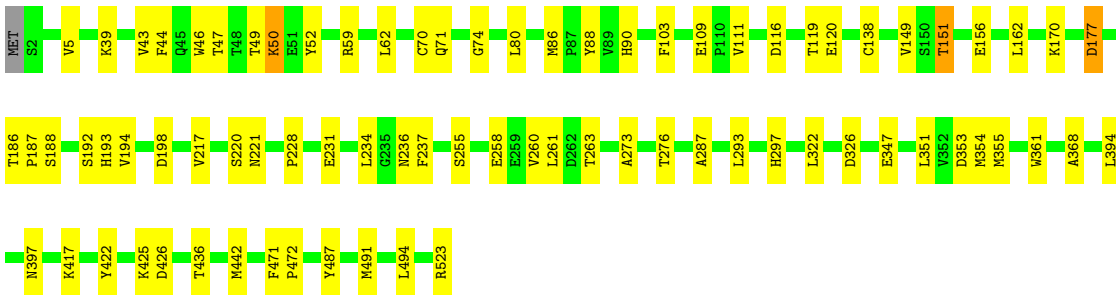 MET S2 V5 K39 V43 F44 Q45 W46 T47 T48 T49 K50 E51 Y52 R59 L62 C70 Q71 G74 L80 M86 P87 Y88 V89 H90 F103 E109 P110 V111 D116 T119 E120 C138 V149 S150 T151 E156 L162 K170 D177
T186 P187 S188 S192 H193 V194 D198 V217 S220 N221 P228 E231 L234 G235 N236 F237 S255 E258 E259 V260 L261 D262 T263 A273 T276 A287 L293 H297 L322 D326 E347 L351 V352 D353 M354 M355 W361 A368 L394
N397 K417 Y422 K425 D426 T436 M442 F471 P472 Y487 M491 L494 R523